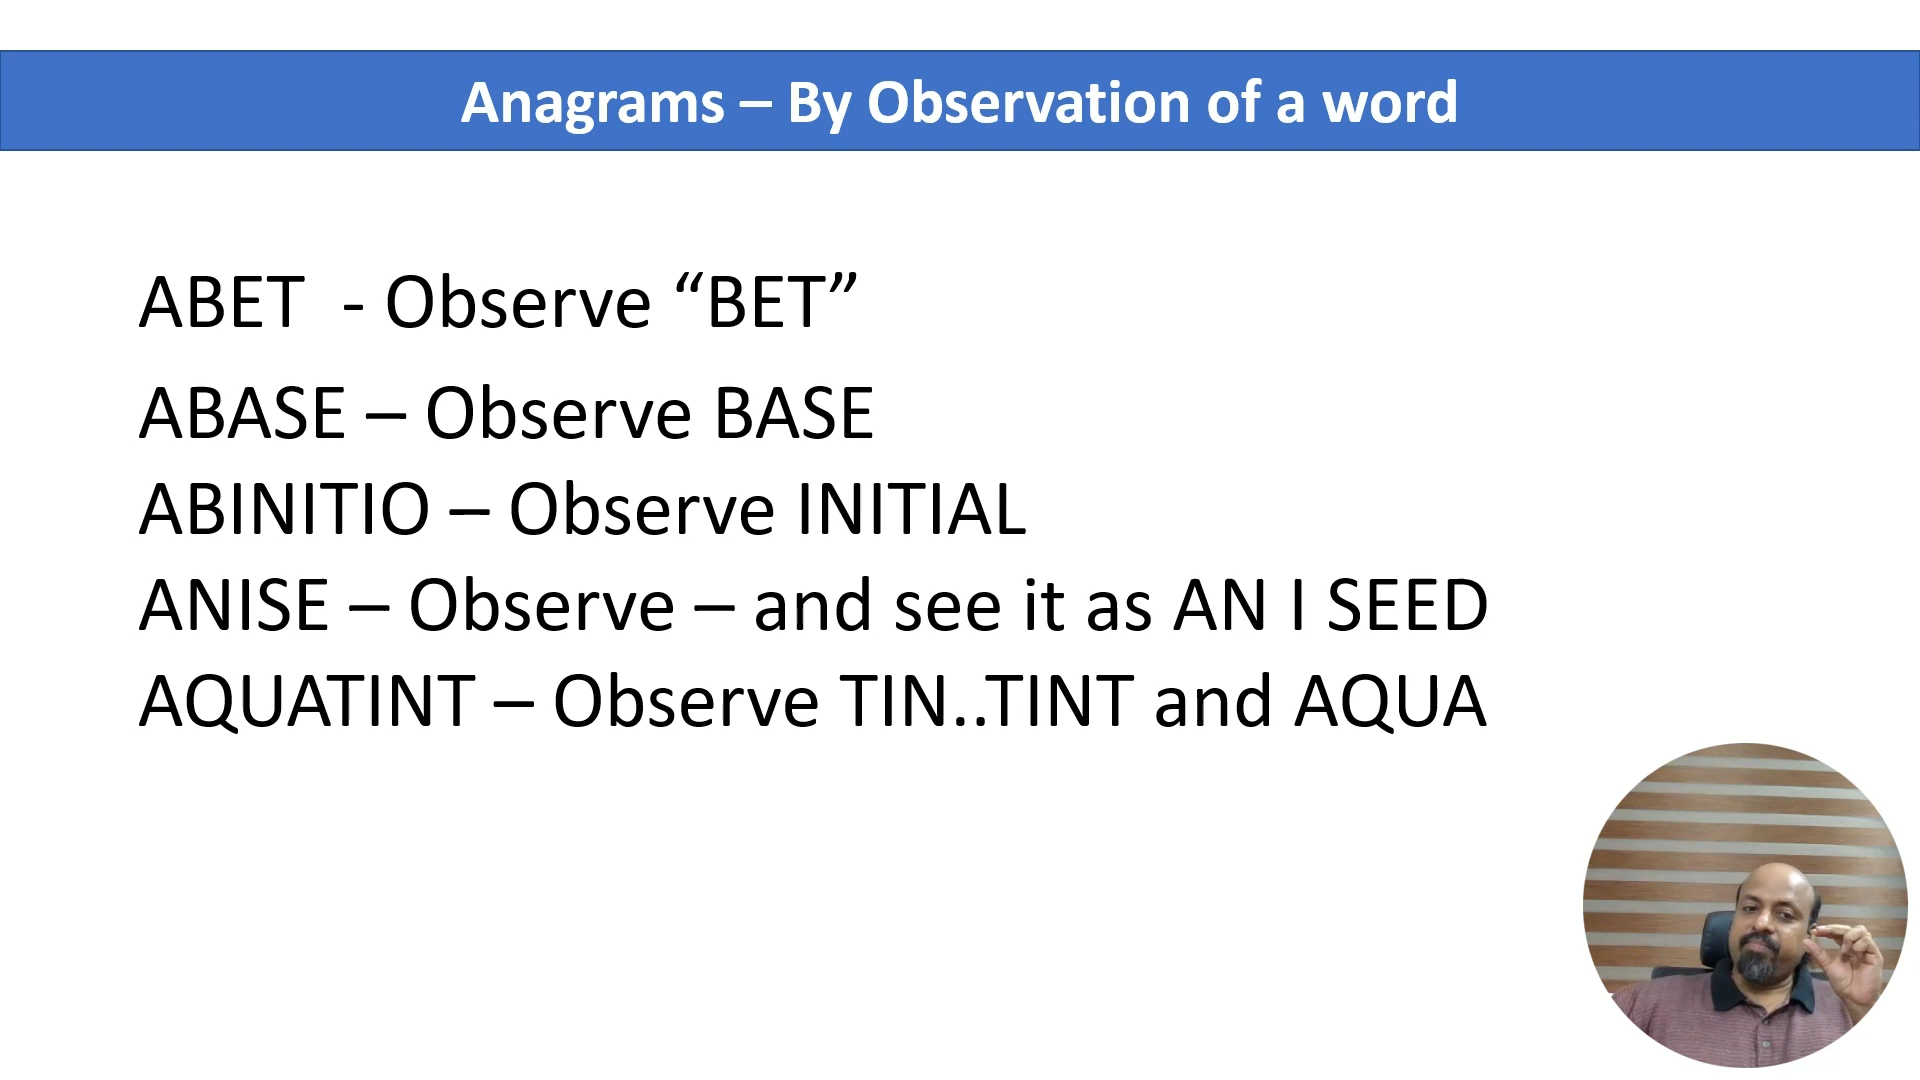 Anagrams – By Observation of a word
ABET  - Observe “BET”
ABASE – Observe BASE
ABINITIO – Observe INITIAL
ANISE – Observe – and see it as AN I SEED
AQUATINT – Observe TIN..TINT and AQUA